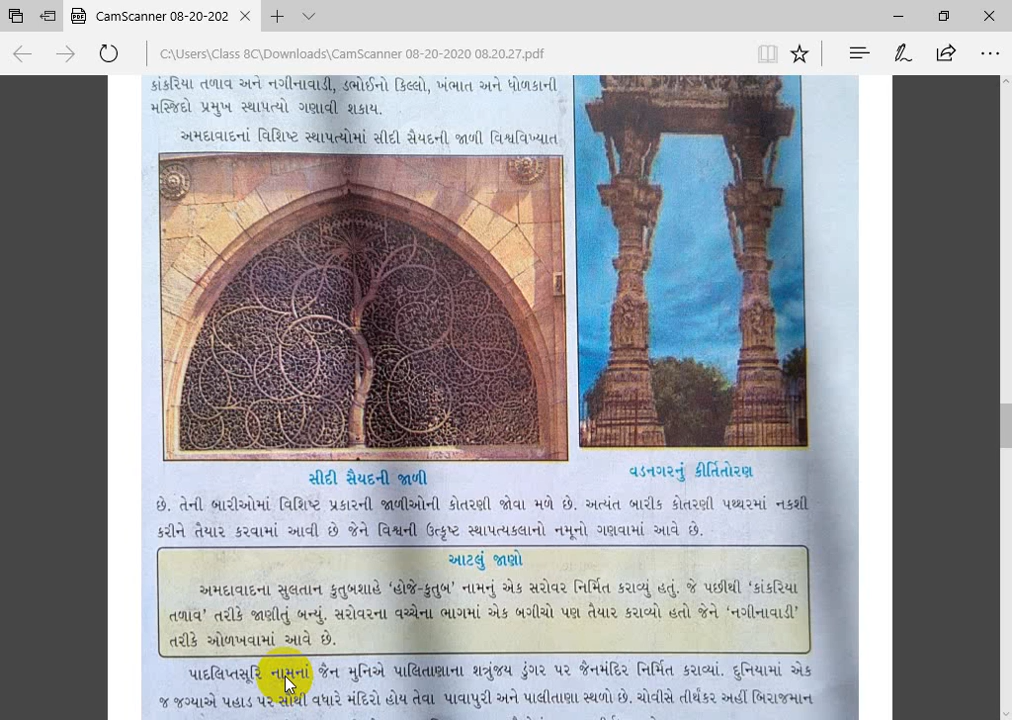 CamScanner 08-20-202
C:\Users\Class 8C\Downloads\CamScanner 08-20-2020 08.20.27.pdf
કાંકરિયા તળાવ અને નગીનાવાડી, ડભોઈનો કિલ્લો, ખંભાત અને ધોળકાની
મસ્જિદો પ્રમુખ સ્થાપત્યો ગણાવી શકાય.
અમદાવાદનાં વિશિષ્ટ સ્થાપત્યોમાં સીદી સૈયદની જાળી વિશ્વવિખ્યાત
સીદી સૈયદની જાળી
વડનગરનું કીર્તિતોરણ
છે. તેની બારીઓમાં વિશિષ્ટ પ્રકારની જાળીઓની કોતરણી જોવા મળે છે. અત્યંત બારીક કોતરણી પથ્થરમાં નકશી
કરીને તૈયાર કરવામાં આવી છે જેને વિશ્વની ઉત્કૃષ્ટ સ્થાપત્યકલાનો નમૂનો ગણવામાં આવે છે.
આટલું જાણો
અમદાવાદના સુલતાન કુતુબશાહે ‘હોજે-કુતુબ’ નામનું એક સરોવર નિર્મિત કરાવ્યું હતું. જે પછીથી ‘કાંકરિયા
તળાવ’ તરીકે જાણીતું બન્યું. સરોવરના વચ્ચેના ભાગમાં એક બગીચો પણ તૈયાર કરાવ્યો હતો જેને ‘નગીનાવાડી’
તરીકે ઓળખવામાં આવે છે.
પાદલિપ્તસૂરિ નામનાં જૈન મુનિએ પાલિતાણાના શત્રુંજય ડુંગર પર જૈનમંદિર નિર્મિત કરાવ્યાં. દુનિયામાં એક
જ જગ્યાએ પહાડ પર સૌથી વધારે મંદિરો હોય તેવા પાવાપુરી અને પાલીતાણા સ્થળો છે. ચોવીસે તીર્થંકર અહીં બિરાજમાન